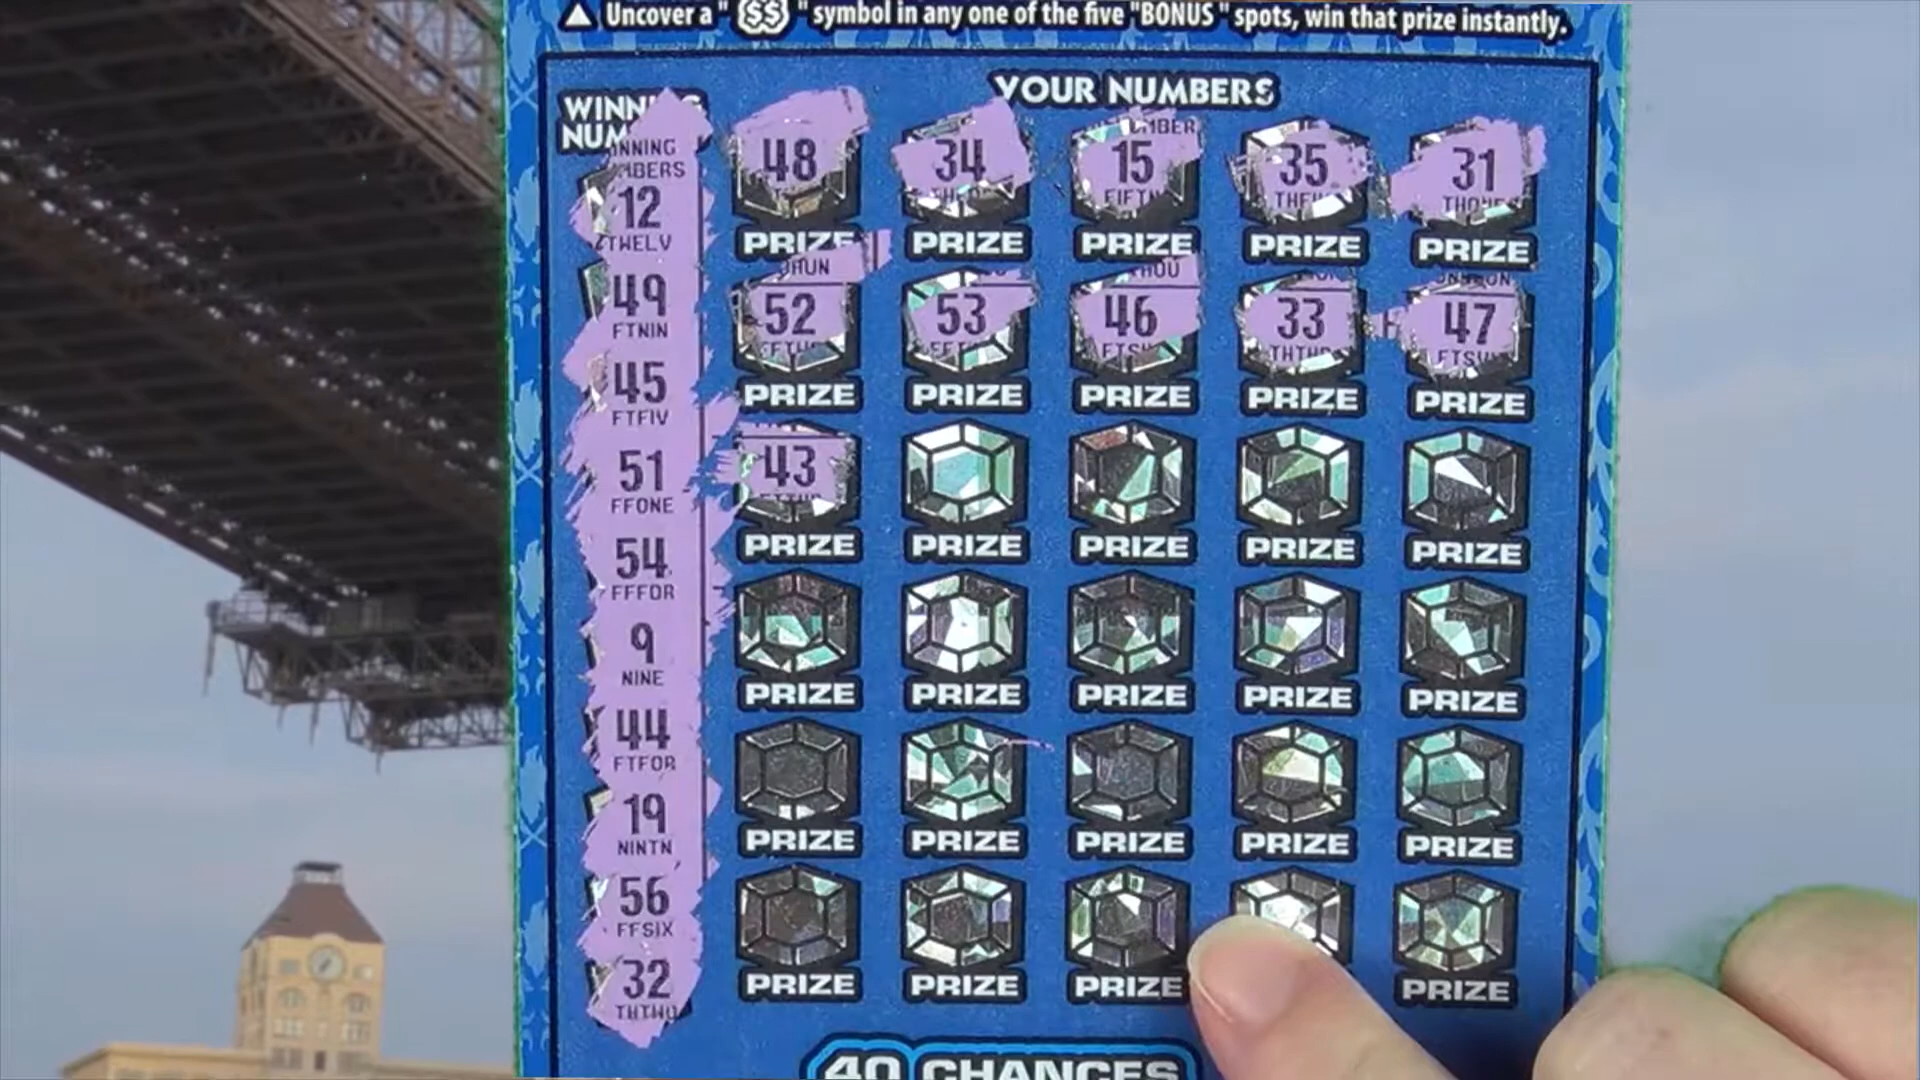 ▲ Uncover a " $$ " symbol in any one of the five "BONUS" spots, win that prize instantly.
YOUR NUMBERS
WINNING
NUM
NNING
MBERS
12
TWELV
49
FTNIN
45
FTFIV
51
FFONE
54
FFFOR
9
NINE
44
FTFOR
19
NINTN
56
FFSIX
32
THTWO
48 34 15 35 31
PRIZE PRIZE PRIZE PRIZE PRIZE
52 53 46 33 47
PRIZE PRIZE PRIZE PRIZE PRIZE
43
PRIZE PRIZE PRIZE PRIZE PRIZE
PRIZE PRIZE PRIZE PRIZE PRIZE
PRIZE PRIZE PRIZE PRIZE PRIZE
PRIZE PRIZE PRIZE PRIZE
40 CHANCES